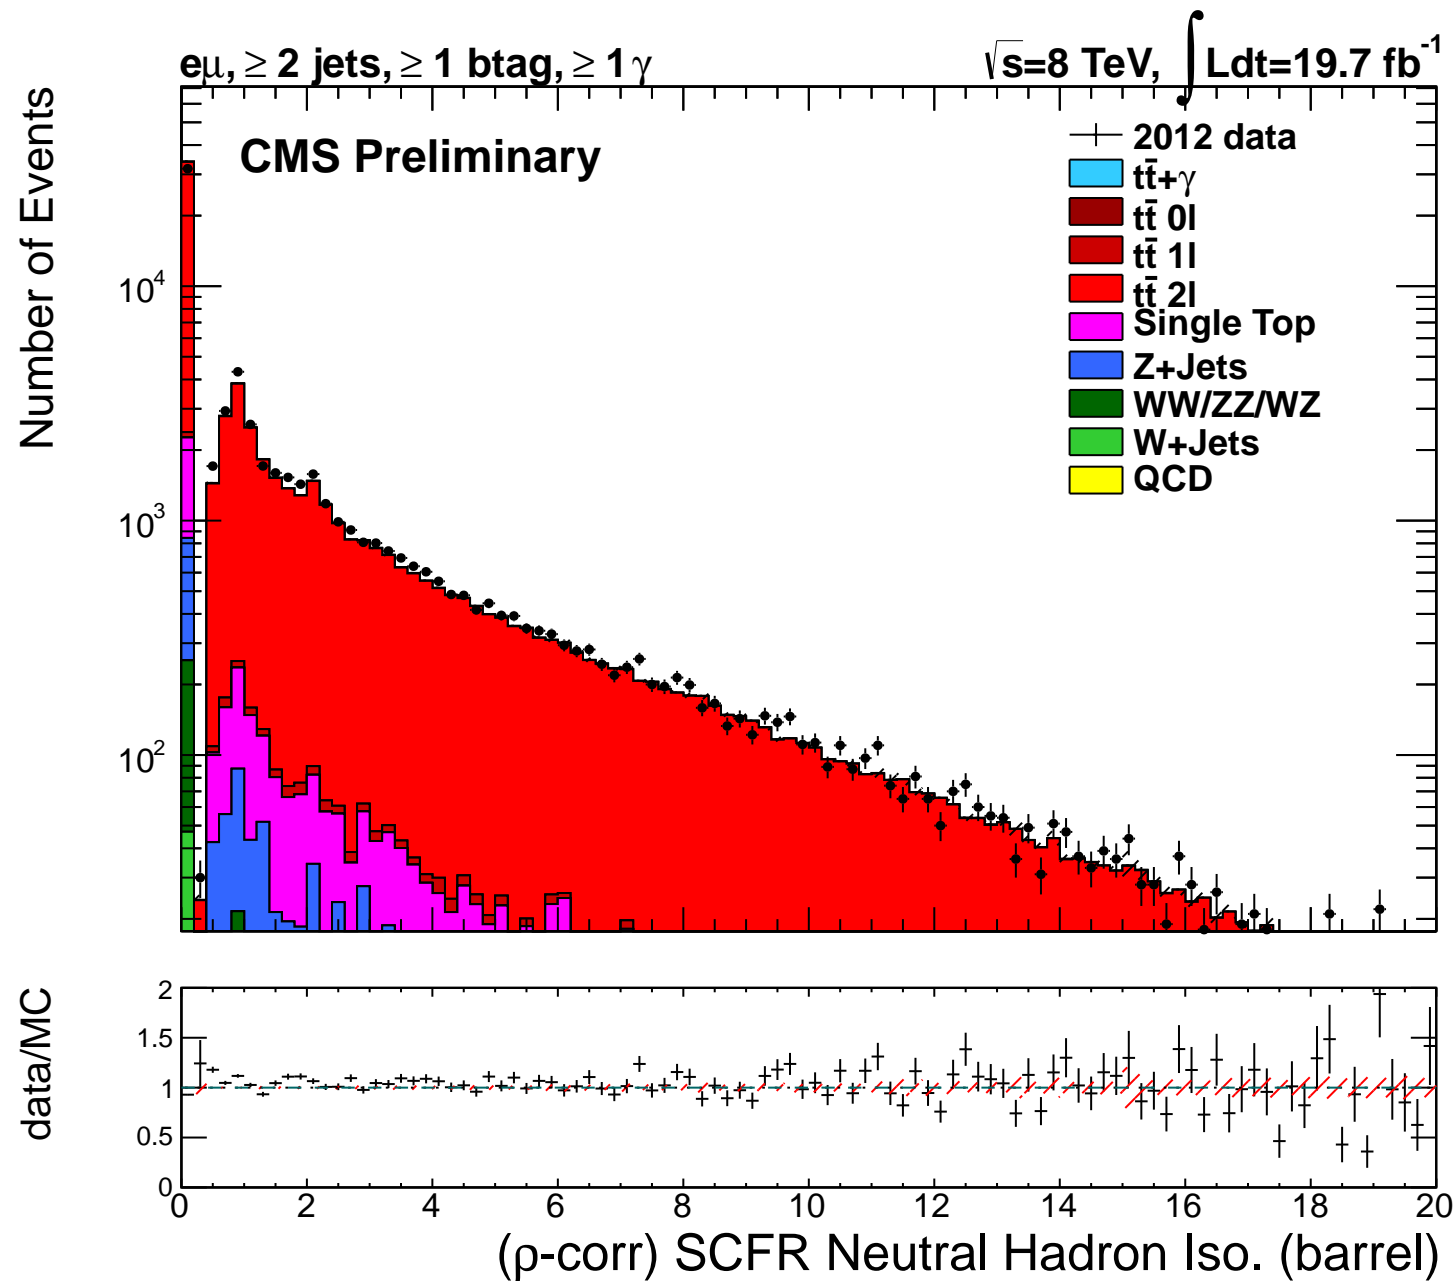 eμ, ≥ 2 jets, ≥ 1 btag, ≥ 1 γ
√s=8 TeV, ∫Ldt=19.7 fb⁻¹
CMS Preliminary
2012 data
tt̄+γ
tt̄ 0l
tt̄ 1l
tt̄ 2l
Single Top
Z+Jets
WW/ZZ/WZ
W+Jets
QCD
Number of Events
10⁴
10³
10²
data/MC
2
1.5
1
0.5
0
0 2 4 6 8 10 12 14 16 18 20
(ρ-corr) SCFR Neutral Hadron Iso. (barrel)